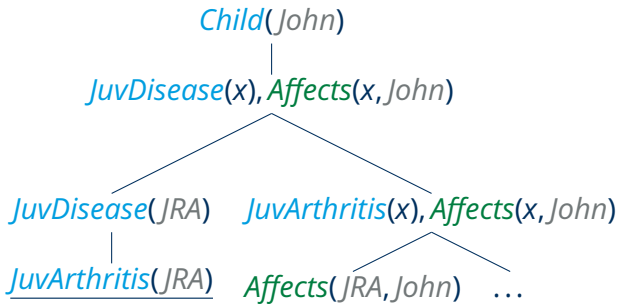 Child(John)
JuvDisease(x), Affects(x, John)
JuvDisease(JRA) JuvArthritis(x), Affects(x, John)
JuvArthritis(JRA) Affects(JRA, John) ...